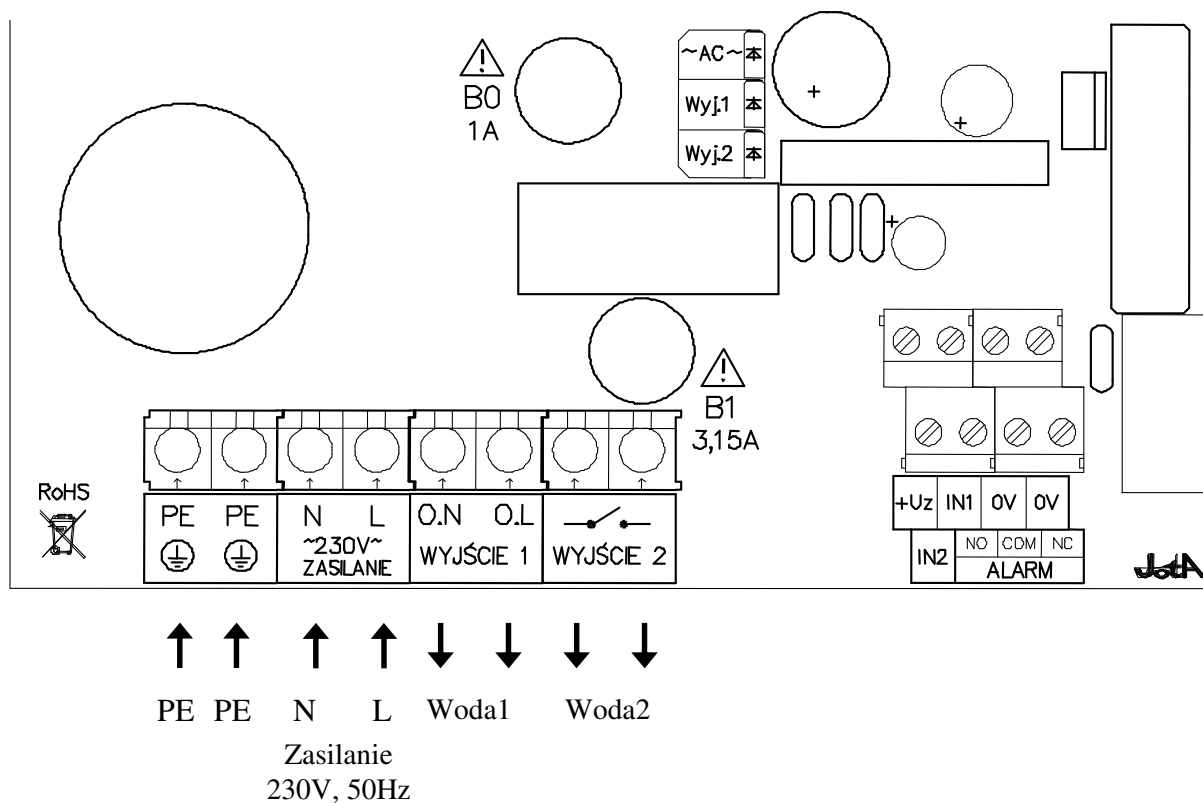 ~AC~
B0
1A
+
+
Wyj.1
Wyj.2
+
B1
3,15A
RoHS
PE PE N L O.N O.L
~230V~
ZASILANIE
WYJŚCIE 1 WYJŚCIE 2
+Uz IN1 0V 0V
IN2 NO COM NC
ALARM
JotA
PE PE N L Woda1 Woda2
Zasilanie
230V, 50Hz